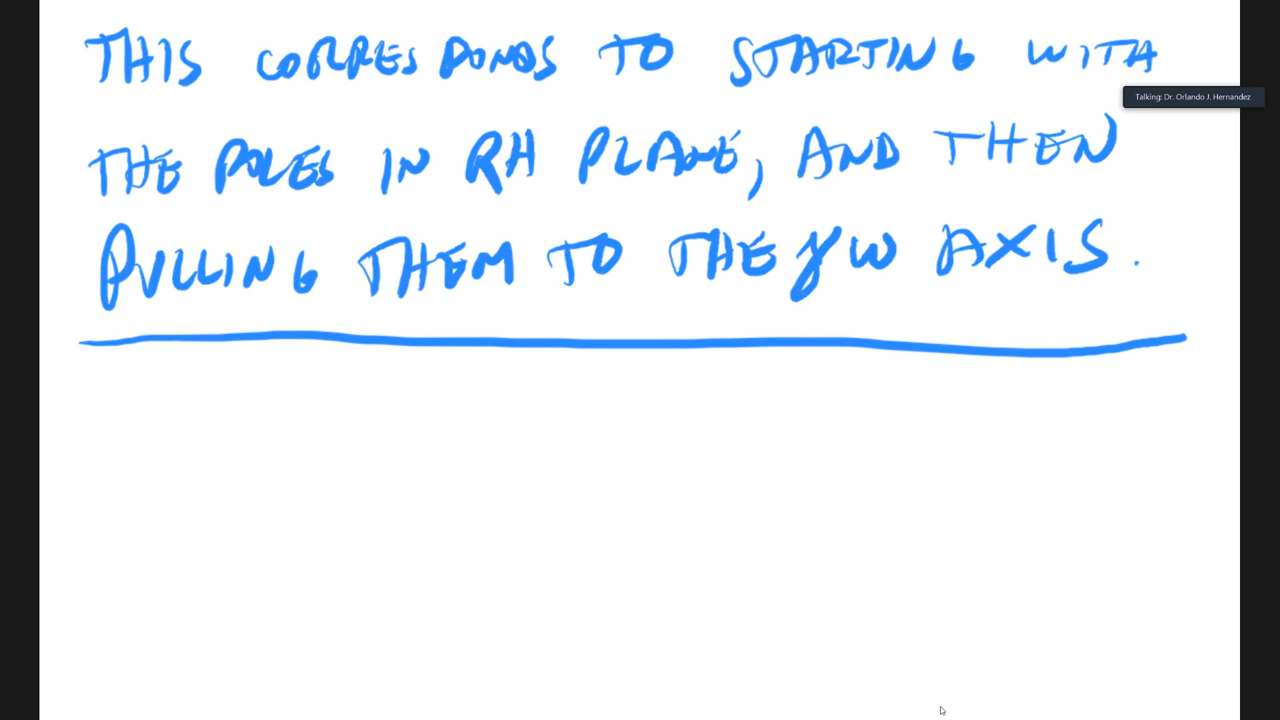 THIS CORRESPONDS TO STARTING WITH
Talking: Dr. Orlando J. Hernandez
THE POLES IN RH PLANE, AND THEN
PULLING THEM TO THE jW AXIS.